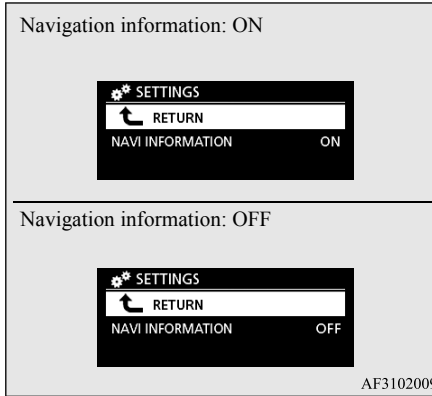 Navigation information: ON
SETTINGS
RETURN
NAVI INFORMATION ON
Navigation information: OFF
SETTINGS
RETURN
NAVI INFORMATION OFF
AF3102009